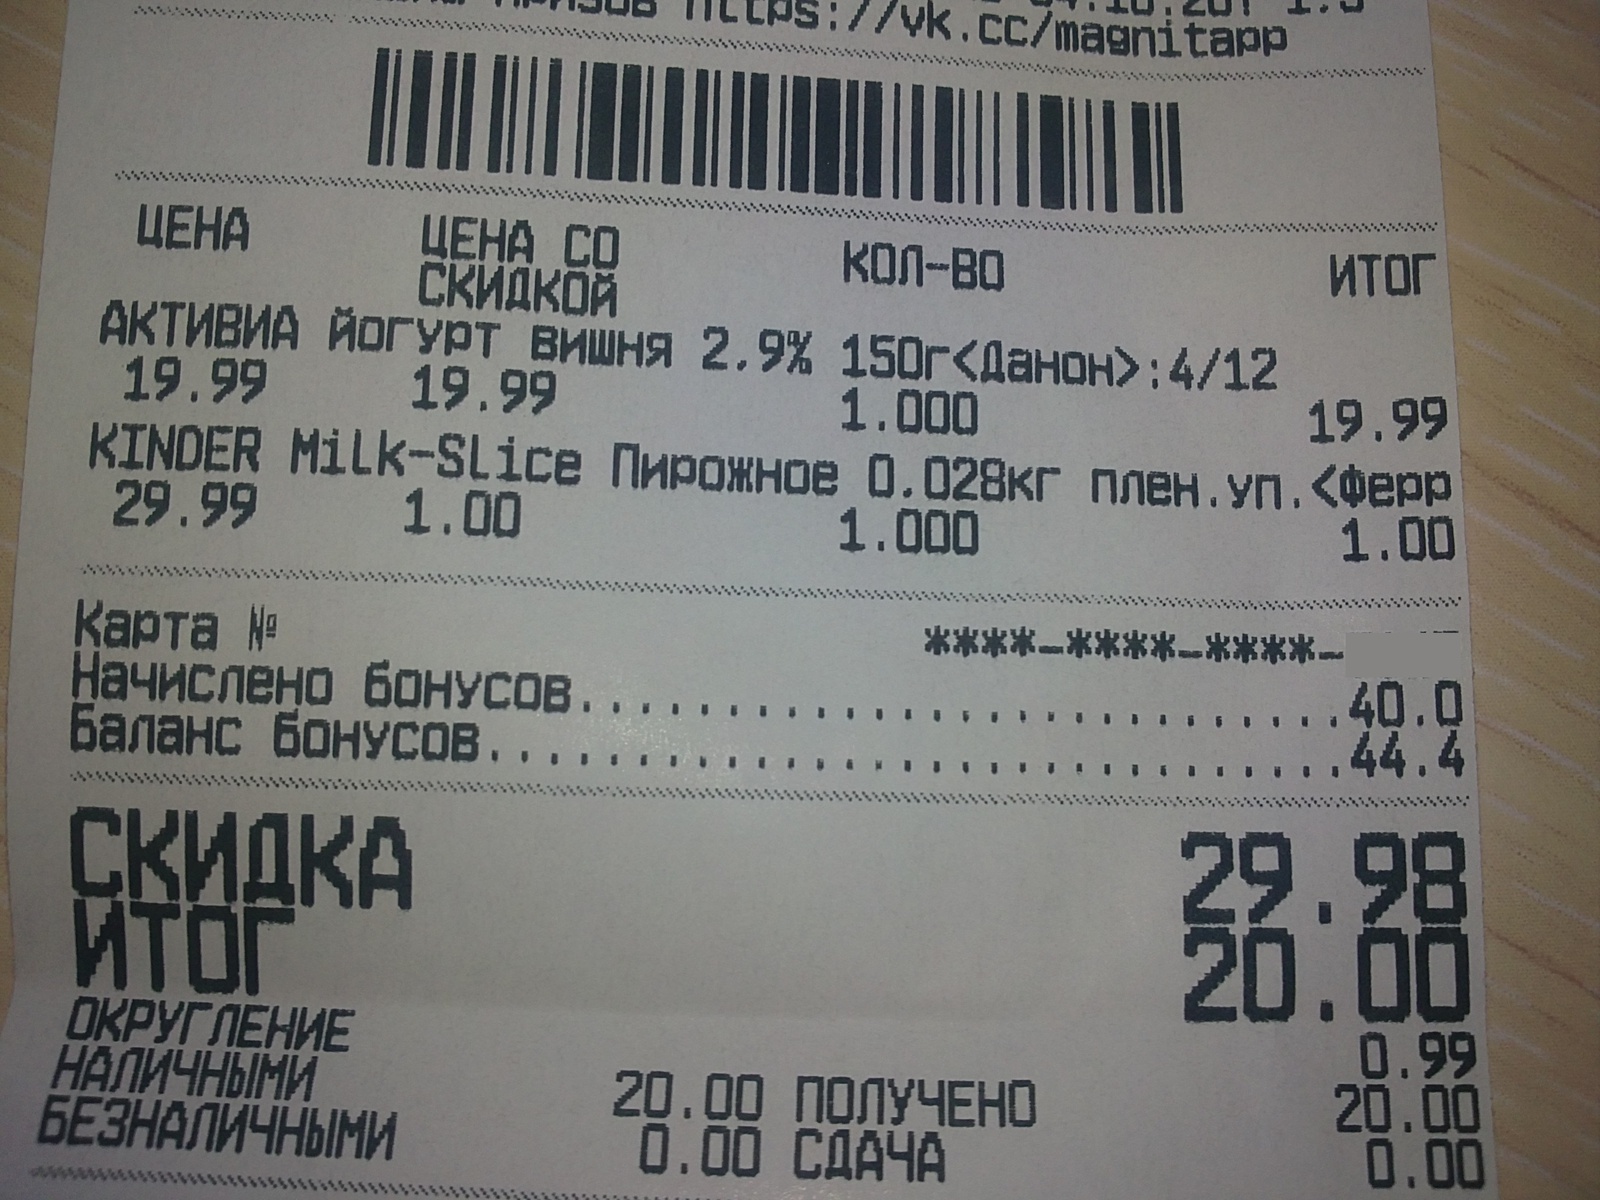 призов https://vk.cc/magnitapp
ЦЕНА ЦЕНА СО СКИДКОЙ КОЛ-ВО ИТОГ
АКТИВИА йогурт вишня 2.9% 150г<Данон>:4/12
19.99 19.99 1.000 19.99
KINDER Milk-Slice Пирожное 0.028кг плен.уп.<Ферр
29.99 1.00 1.000 1.00
Карта № ****-****-****-
Начислено бонусов...........................40.0
Баланс бонусов..............................44.4
СКИДКА 29.98
ИТОГ 20.00
ОКРУГЛЕНИЕ 0.99
НАЛИЧНЫМИ 20.00 ПОЛУЧЕНО 20.00
БЕЗНАЛИЧНЫМИ 0.00 СДАЧА 0.00